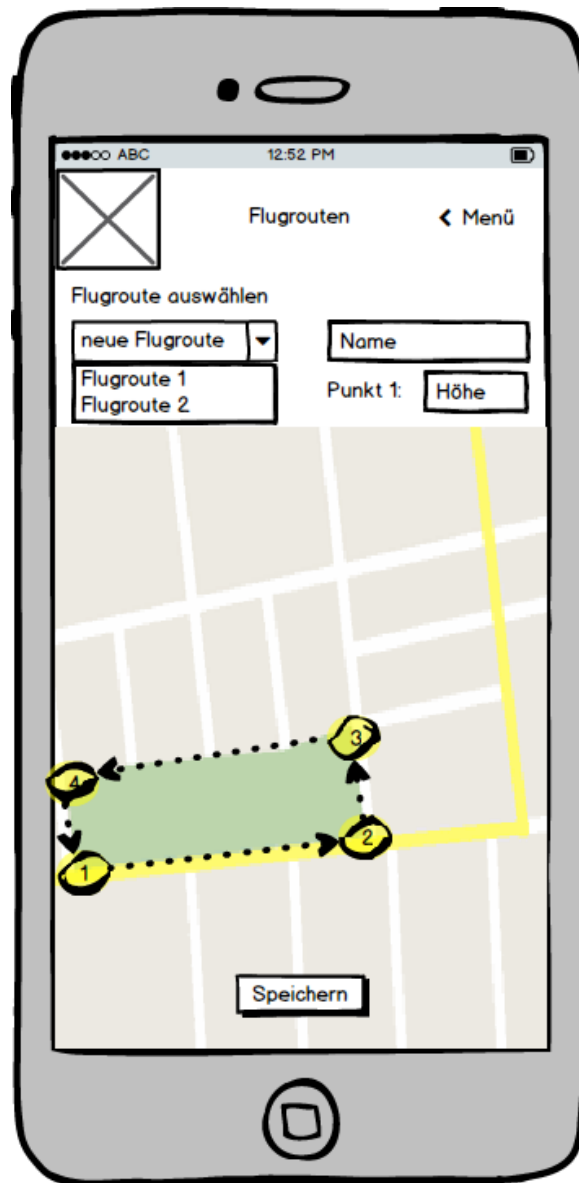 ABC 12:52 PM
Flugrouten Menü
Flugroute auswählen
neue Flugroute Name
Flugroute 1
Flugroute 2
Punkt 1: Höhe
3
4
2
1
Speichern